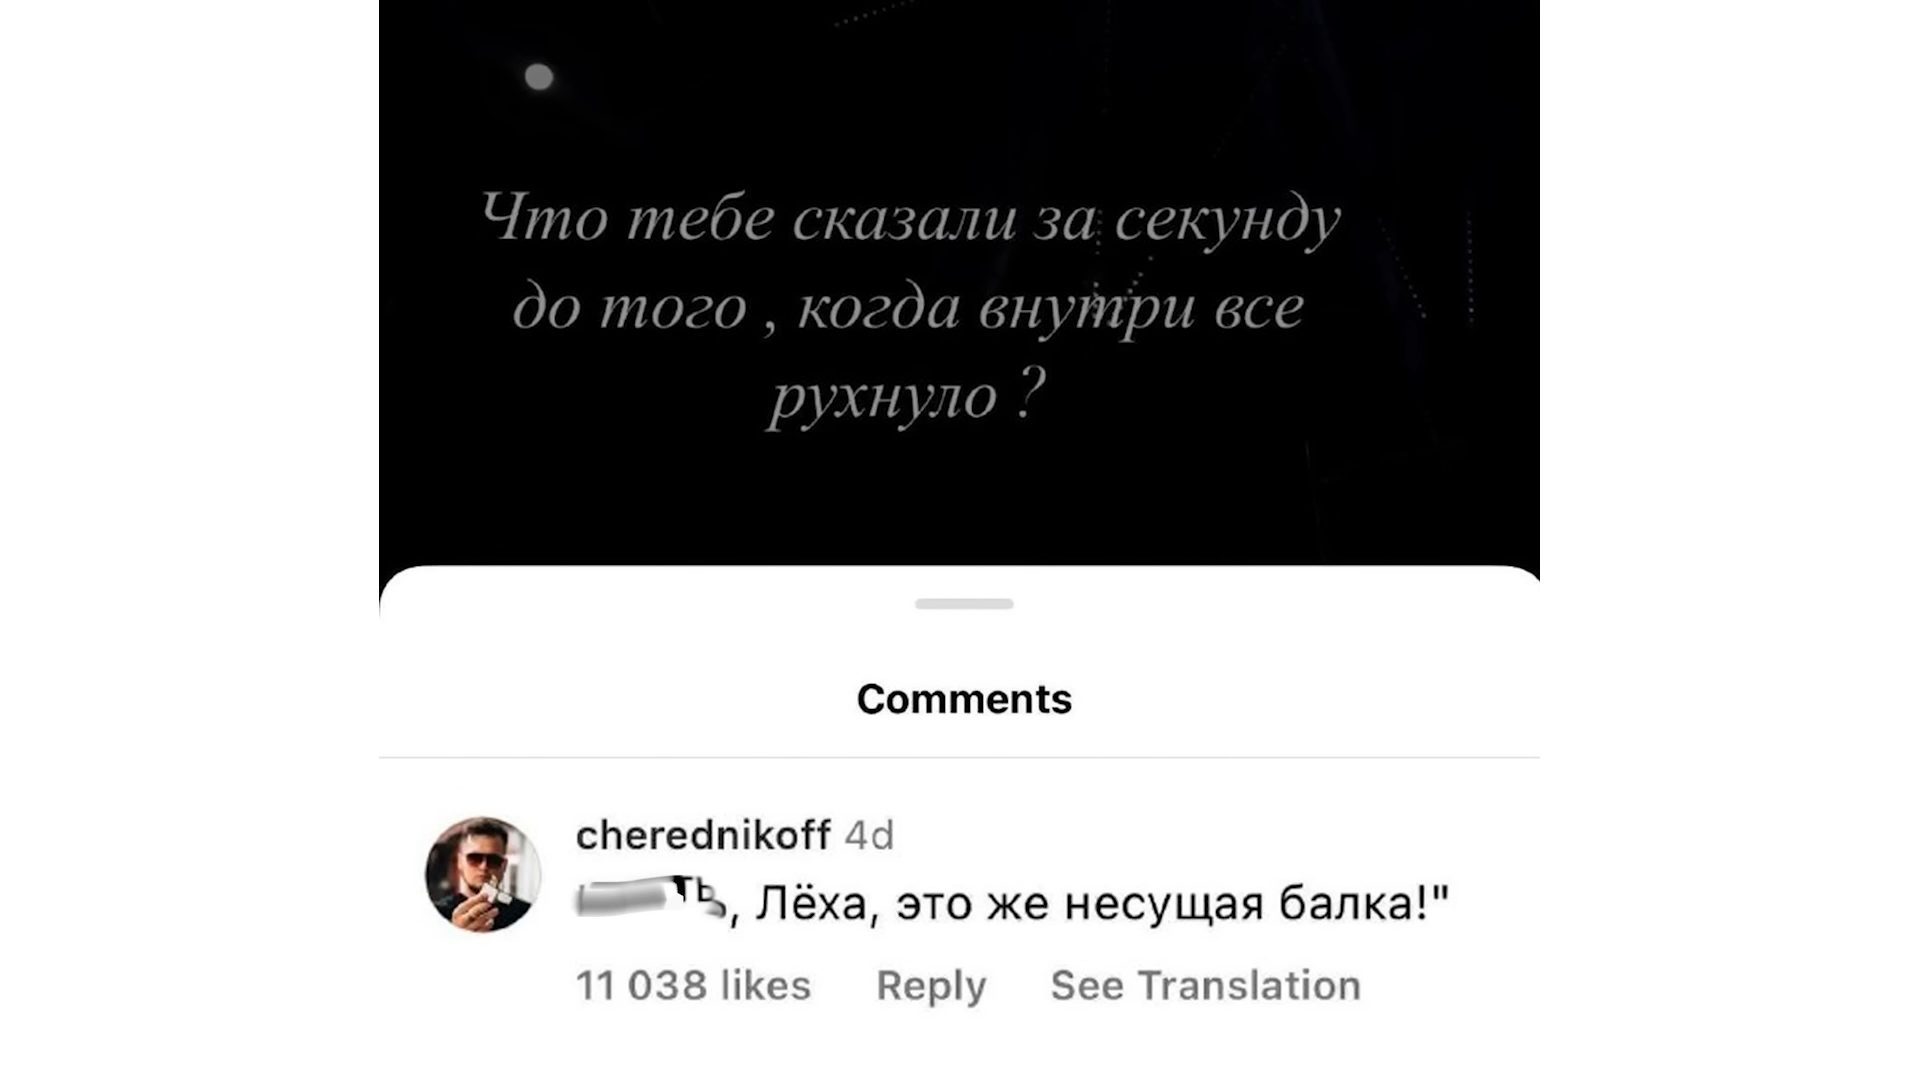 Что тебе сказали за секунду
до того , когда внутри все
рухнуло ?
Comments
cherednikoff 4d
, Лёха, это же несущая балка!"
11 038 likes Reply See Translation